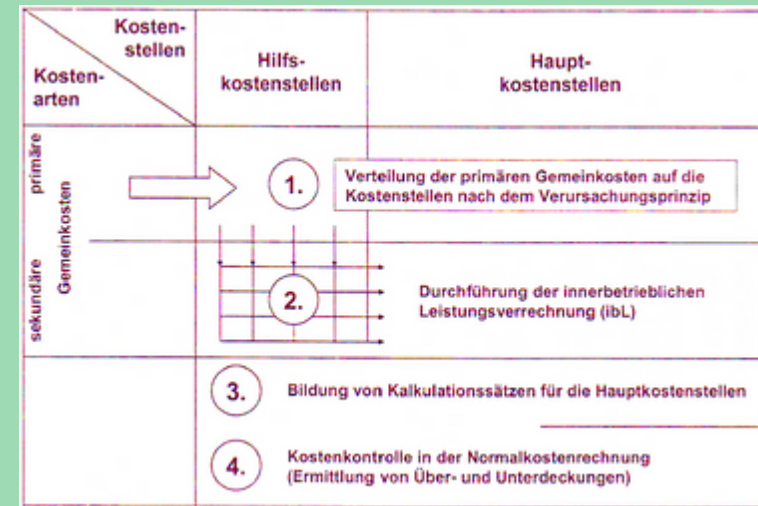 Kosten-
stellen
Kosten-
arten
Hilfs-
kostenstellen
Haupt-
kostenstellen
primäre
sekundäre
Gemeinkosten
1.
Verteilung der primären Gemeinkosten auf die
Kostenstellen nach dem Verursachungsprinzip
2.
Durchführung der innerbetrieblichen
Leistungsverrechnung (ibL)
3.
Bildung von Kalkulationssätzen für die Hauptkostenstellen
4.
Kostenkontrolle in der Normalkostenrechnung
(Ermittlung von Über- und Unterdeckungen)